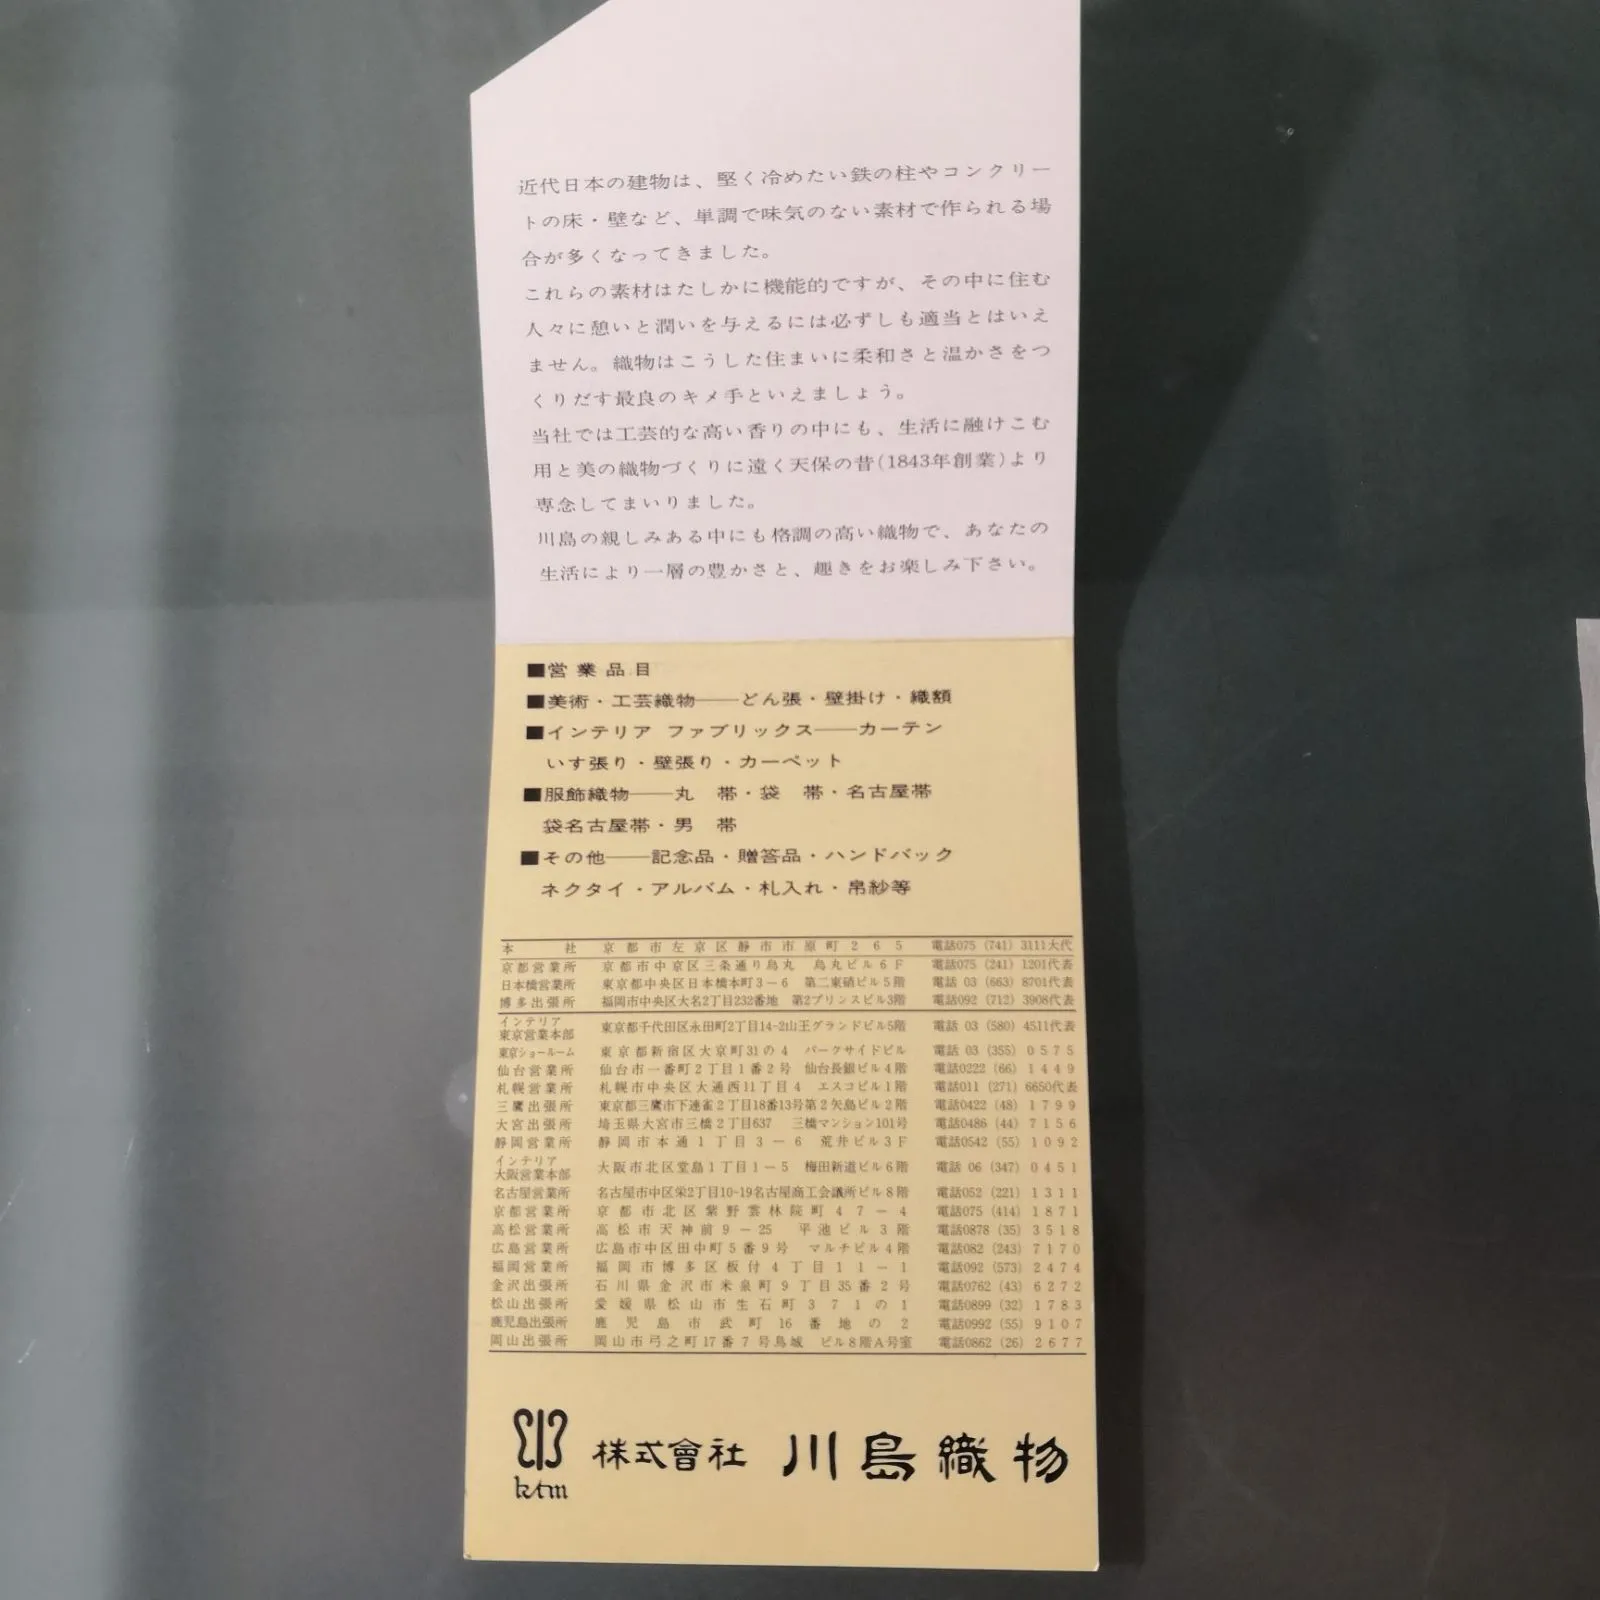 近代日本の建物は、堅く冷めたい鉄の柱やコンクリー
トの床・壁など、単調で味気のない素材で作られる場
合が多くなってきました。
これらの素材はたしかに機能的ですが、その中に住む
人々に憩いと潤いを与えるには必ずしも適当とはいえ
ません。織物はこうした住まいに柔和さと温かさをつ
くりだす最良のキメ手といえましょう。
当社では工芸的な高い香りの中にも、生活に融けこむ
用と美の織物づくりに遠く天保の昔(1843年創業)より
専念してまいりました。
川島の親しみある中にも格調の高い織物で、あなたの
生活により一層の豊かさと、趣きをお楽しみ下さい。
■営業品目
■美術・工芸織物――どん張・壁掛け・織額
■インテリア ファブリックス――カーテン
いす張り・壁張り・カーペット
■服飾織物――丸 帯・袋 帯・名古屋帯
袋名古屋帯・男 帯
■その他――記念品・贈答品・ハンドバック
ネクタイ・アルバム・札入れ・帛紗等
本 社 京都市左京区静市市原町265 電話075 (741) 3111大代
京都営業所 京都市中京区三条通り烏丸 烏丸ビル6F 電話075 (241) 1201代表
日本橋営業所 東京都中央区日本橋本町3－6 第二東硝ビル5階 電話 03 (663) 8701代表
博多出張所 福岡市中央区大名2丁目232番地 第2プリンスビル3階 電話092 (712) 3908代表
インテリア
東京営業本部 東京都千代田区永田町2丁目14-2山王グランドビル5階 電話 03 (580) 4511代表
東京ショールーム 東京都新宿区大京町31の4 パークサイドビル 電話 03 (355) 0575
仙台営業所 仙台市一番町2丁目1番2号 仙台長銀ビル4階 電話0222 (66) 1449
札幌営業所 札幌市中央区大通西11丁目4 エスコビル1階 電話011 (271) 6650代表
三鷹出張所 東京都三鷹市下連雀2丁目18番13号第2矢島ビル2階 電話0422 (48) 1799
大宮出張所 埼玉県大宮市三橋2丁目637 三橋マンション101号 電話0486 (44) 7156
静岡営業所 静岡市本通1丁目3－6 荒井ビル3F 電話0542 (55) 1092
インテリア
大阪営業本部 大阪市北区堂島1丁目1－5 梅田新道ビル6階 電話 06 (347) 0451
名古屋営業所 名古屋市中区栄2丁目10-19名古屋商工会議所ビル8階 電話052 (221) 1311
京都営業所 京都市北区紫野雲林院町47－4 電話075 (414) 1871
高松営業所 高松市天神前9－25 平池ビル3階 電話0878 (35) 3518
広島営業所 広島市中区田中町5番9号 マルチビル4階 電話082 (243) 7170
福岡営業所 福岡市博多区板付4丁目11－1 電話092 (573) 2474
金沢出張所 石川県金沢市米泉町9丁目35番2号 電話0762 (43) 6272
松山出張所 愛媛県松山市生石町371の1 電話0899 (32) 1783
鹿児島出張所 鹿児島市武町16番地の2 電話0992 (55) 9107
岡山出張所 岡山市弓之町17番7号烏城 ビル8階A号室 電話0862 (26) 2677
ktm
株式會社 川島織物